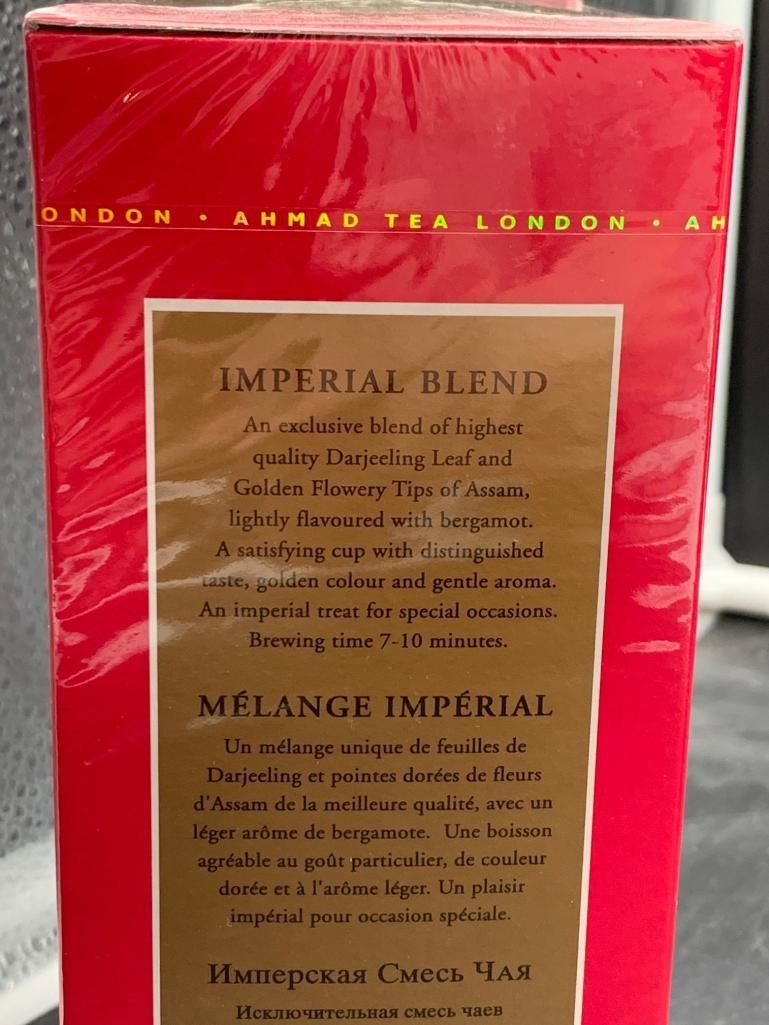 ONDON • AHMAD TEA LONDON • AH
IMPERIAL BLEND
An exclusive blend of highest
quality Darjeeling Leaf and
Golden Flowery Tips of Assam,
lightly flavoured with bergamot.
A satisfying cup with distinguished
taste, golden colour and gentle aroma.
An imperial treat for special occasions.
Brewing time 7-10 minutes.
MÉLANGE IMPÉRIAL
Un mélange unique de feuilles de
Darjeeling et pointes dorées de fleurs
d'Assam de la meilleure qualité, avec un
léger arôme de bergamote. Une boisson
agréable au goût particulier, de couleur
dorée et à l'arôme léger. Un plaisir
impérial pour occasion spéciale.
Имперская Смесь Чая
Исключительная смесь чаев